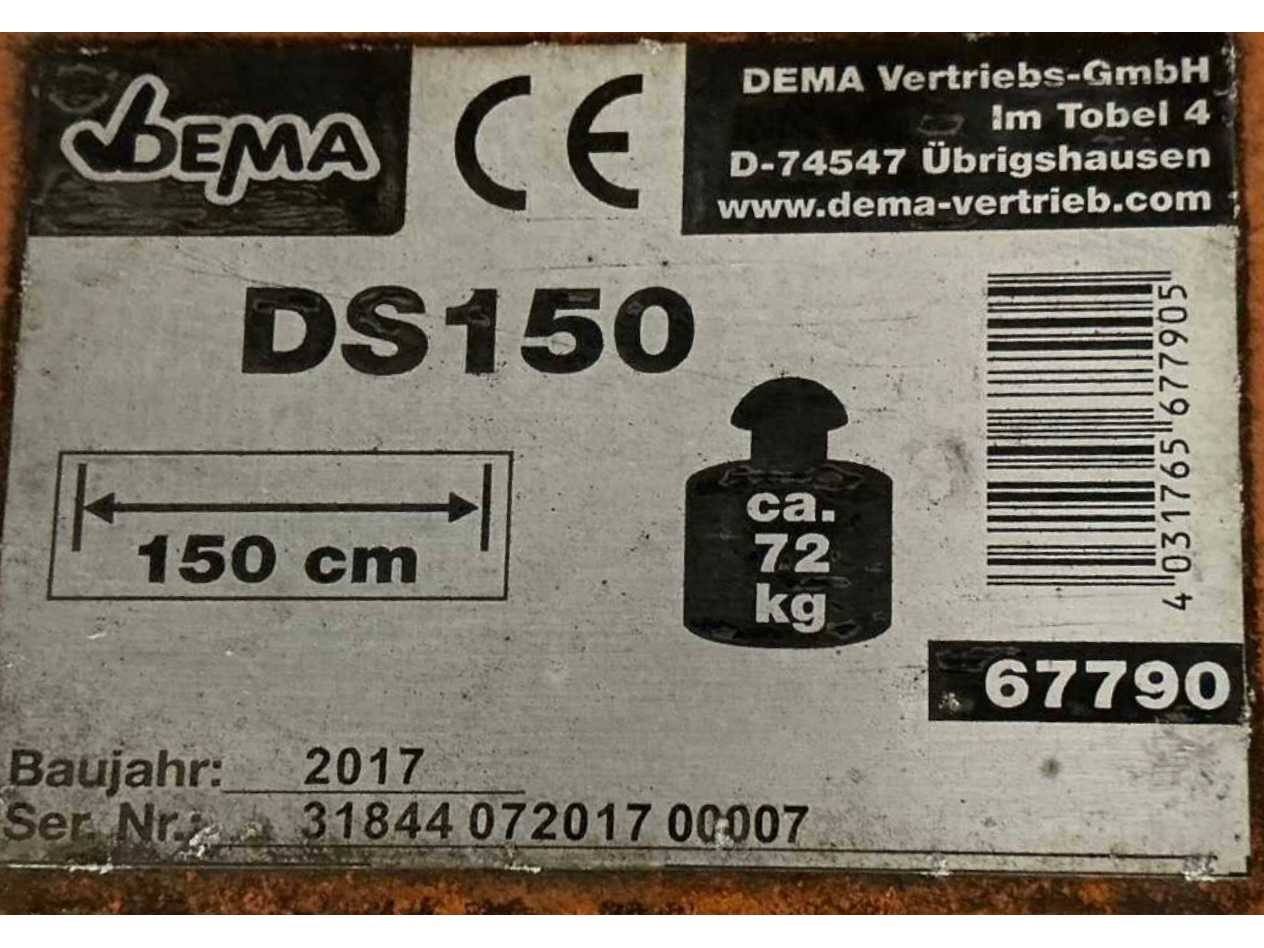 DEMA
CE
DEMA Vertriebs-GmbH
Im Tobel 4
D-74547 Übrigshausen
www.dema-vertrieb.com
DS150
150 cm
ca.
72
kg
4 031765 677905
67790
Baujahr: 2017
Ser. Nr.: 31844 072017 00007